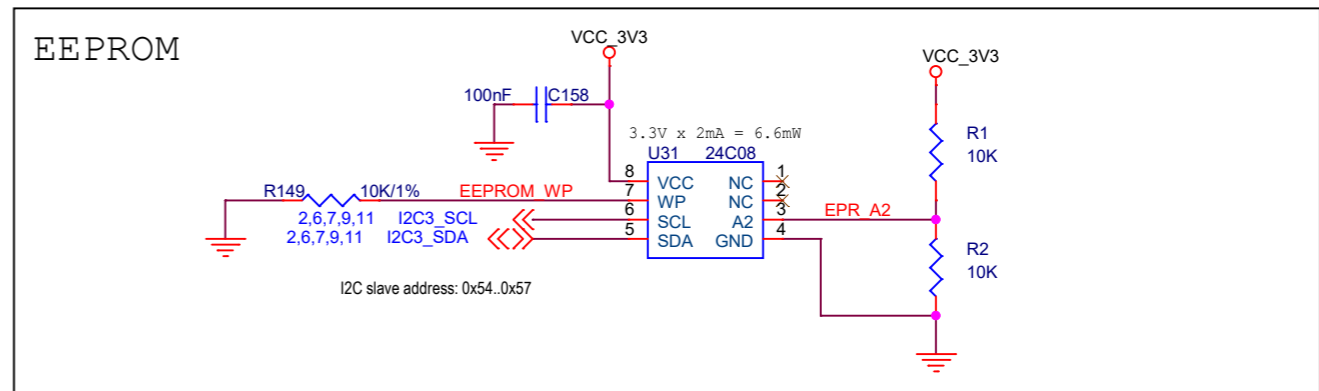 EEPROM
VCC_3V3
VCC_3V3
100nF C158
3.3V x 2mA = 6.6mW
U31 24C08
R1
10K
8 VCC NC 1
R149 10K/1% EEPROM_WP 7 WP NC 2
2,6,7,9,11 I2C3_SCL 6 SCL A2 3 EPR_A2
2,6,7,9,11 I2C3_SDA 5 SDA GND 4
R2
10K
I2C slave address: 0x54..0x57